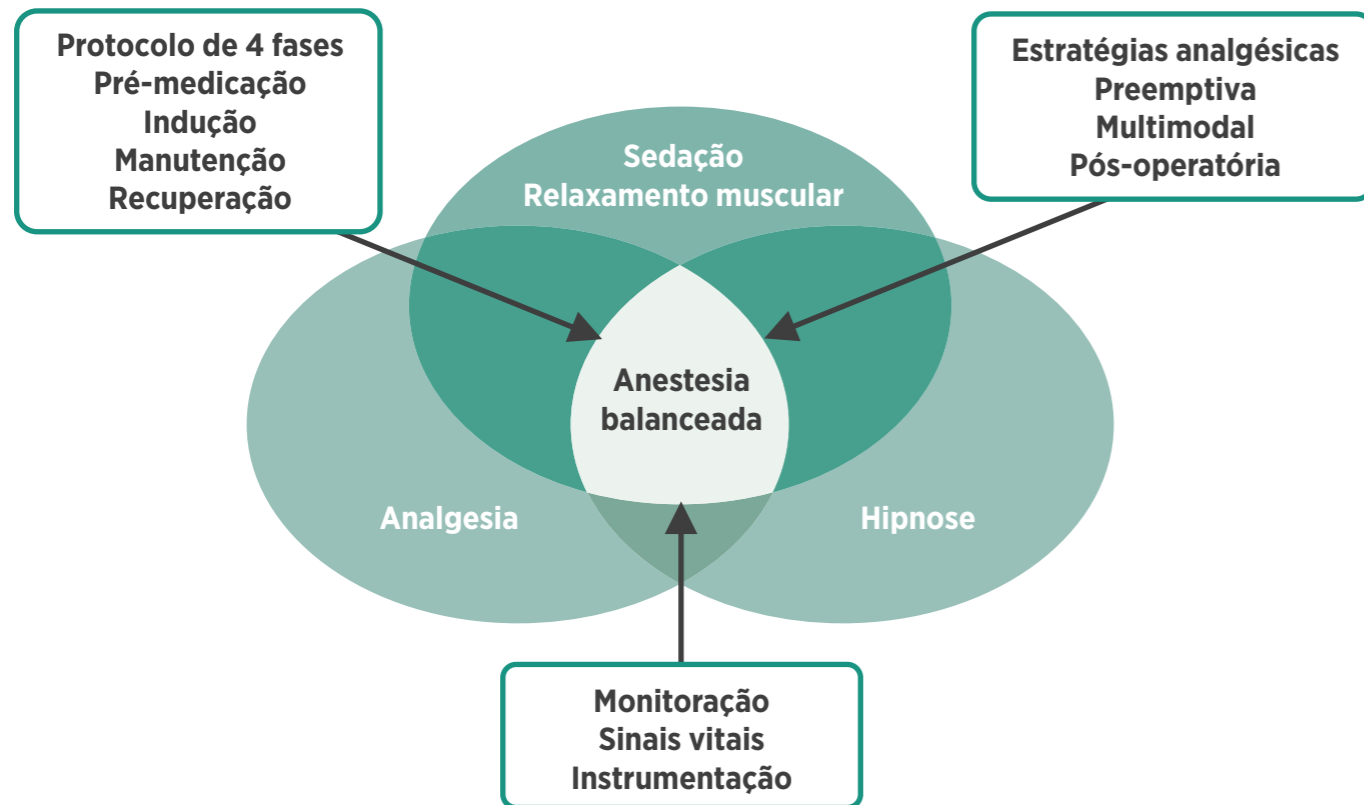 Protocolo de 4 fases
Pré-medicação
Indução
Manutenção
Recuperação
Estratégias analgésicas
Preemptiva
Multimodal
Pós-operatória
Sedação
Relaxamento muscular
Anestesia
balanceada
Analgesia
Hipnose
Monitoração
Sinais vitais
Instrumentação